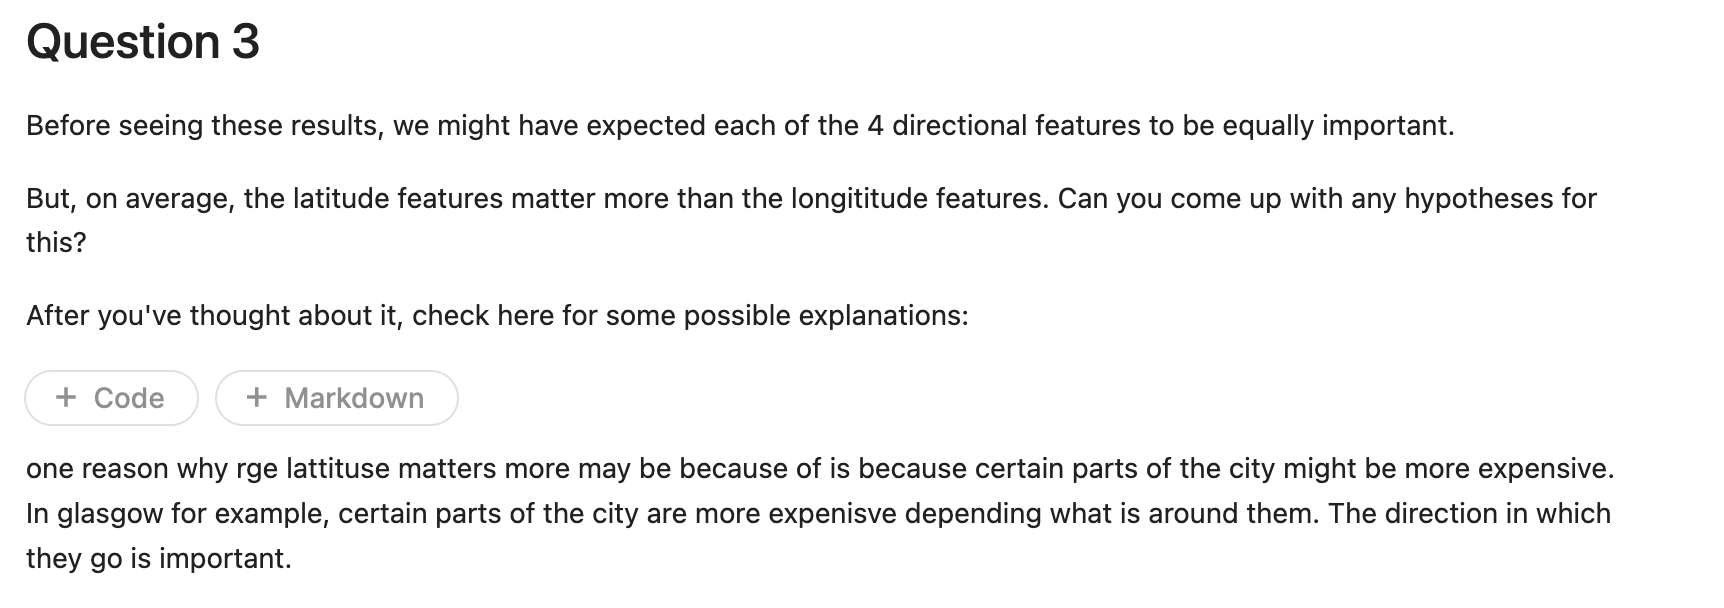 Question 3
Before seeing these results, we might have expected each of the 4 directional features to be equally important.
But, on average, the latitude features matter more than the longititude features. Can you come up with any hypotheses for
this?
After you've thought about it, check here for some possible explanations:
+ Code + Markdown
one reason why rge lattituse matters more may be because of is because certain parts of the city might be more expensive.
In glasgow for example, certain parts of the city are more expenisve depending what is around them. The direction in which
they go is important.